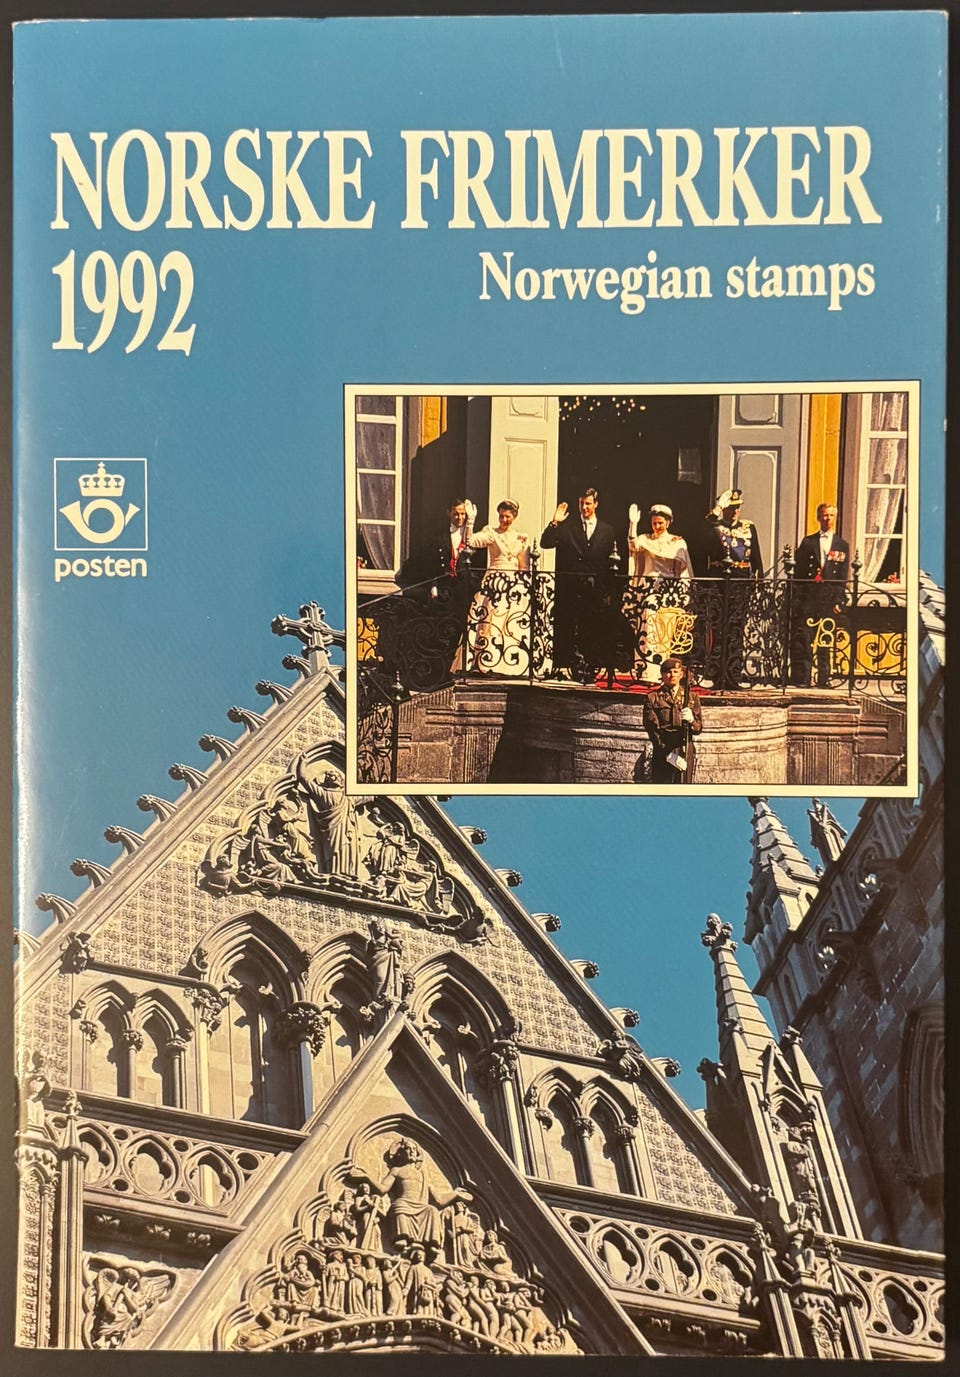 NORSKE FRIMERKER
1992
Norwegian stamps
posten